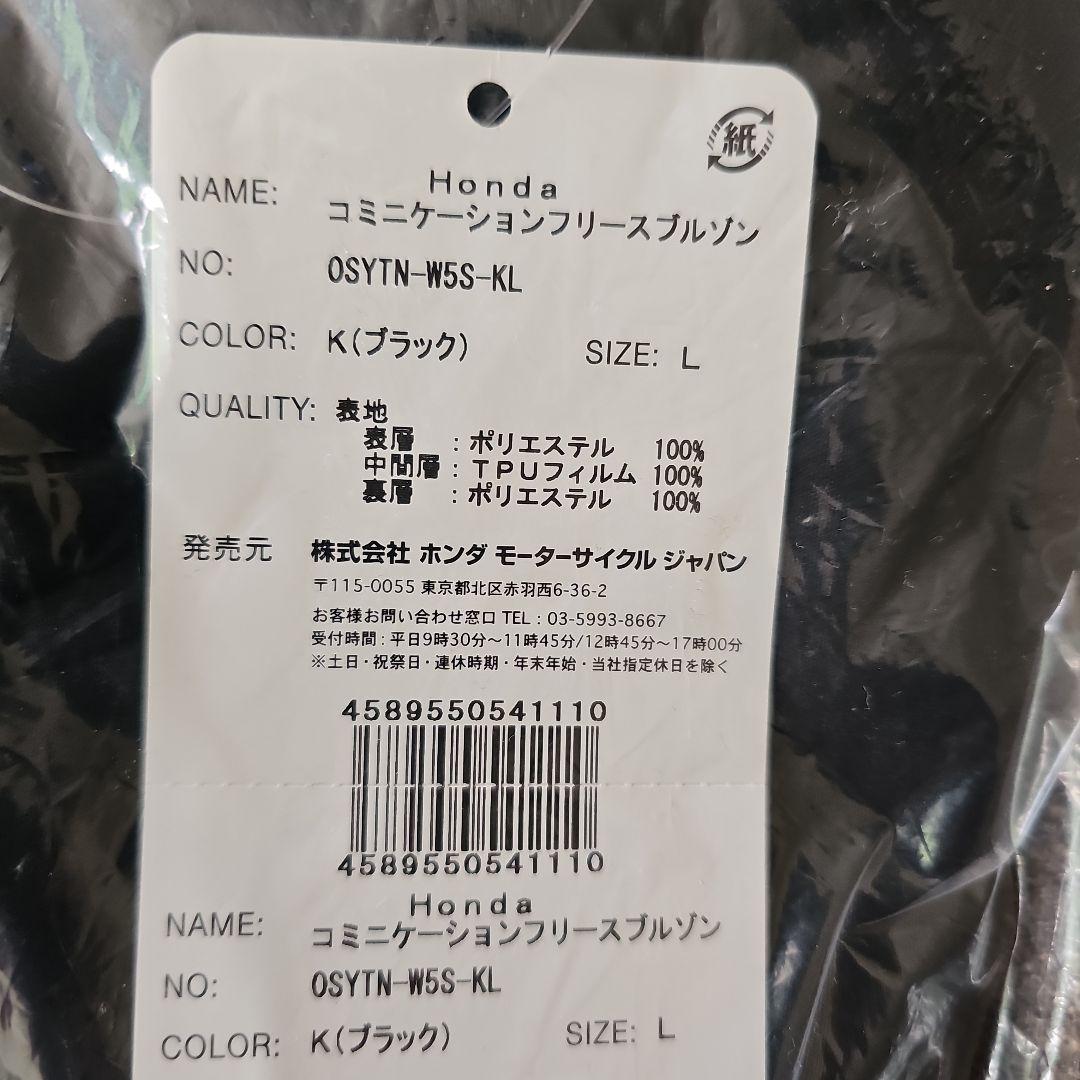 紙
Honda
NAME: コミニケーションフリースブルゾン
NO: 0SYTN-W5S-KL
COLOR: K(ブラック) SIZE: L
QUALITY: 表地
表層 : ポリエステル 100%
中間層 : TPUフィルム 100%
裏層 : ポリエステル 100%
発売元 株式会社 ホンダ モーターサイクル ジャパン
〒115-0055 東京都北区赤羽西6-36-2
お客様お問い合わせ窓口 TEL : 03-5993-8667
受付時間 : 平日9時30分〜11時45分/12時45分〜17時00分
※土日・祝祭日・連休時期・年末年始・当社指定休日を除く
4589550541110
4589550541110
Honda
NAME: コミニケーションフリースブルゾン
NO: 0SYTN-W5S-KL
COLOR: K(ブラック) SIZE: L